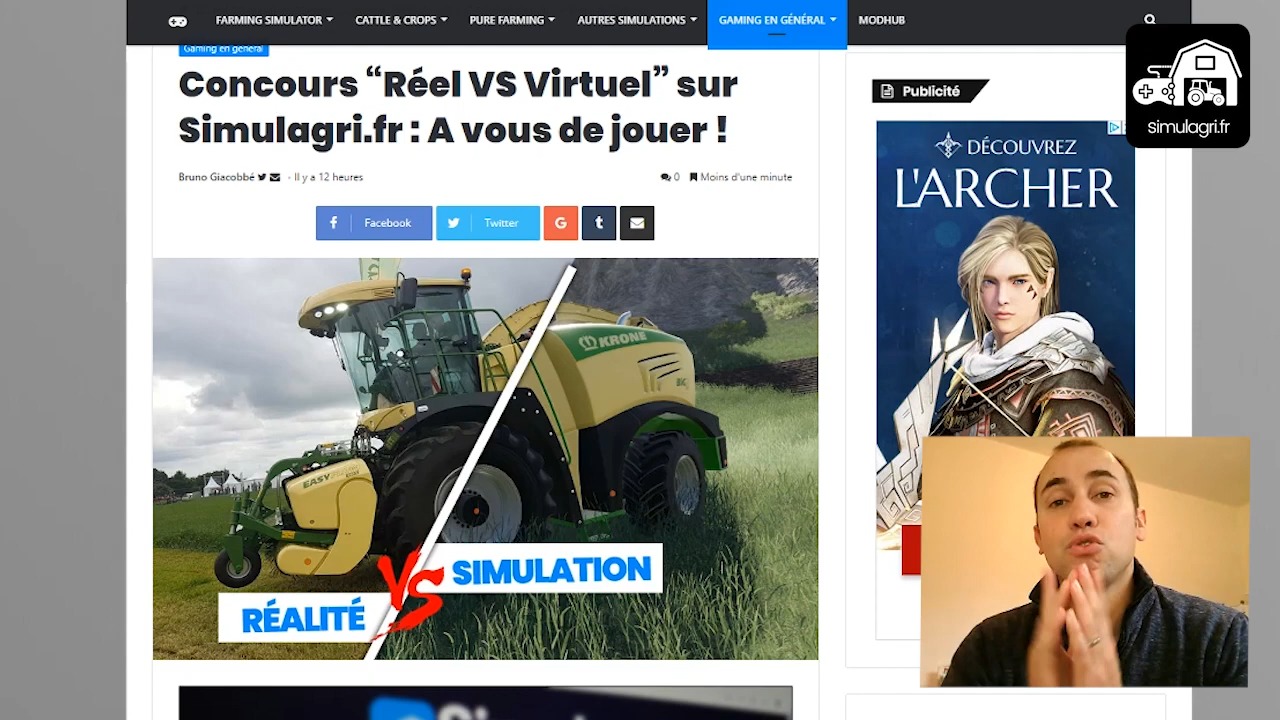 FARMING SIMULATOR
CATTLE & CROPS
PURE FARMING
AUTRES SIMULATIONS
GAMING EN GÉNÉRAL
MODHUB
Gaming en général
Concours “Réel VS Virtuel” sur
Simulagri.fr : A vous de jouer !
Bruno Giacobbé
Il y a 12 heures
0
Moins d'une minute
Facebook
Twitter
G
t
KRONE
EASY
RÉALITÉ
VS
SIMULATION
Publicité
DÉCOUVREZ
L'ARCHER
simulagri.fr